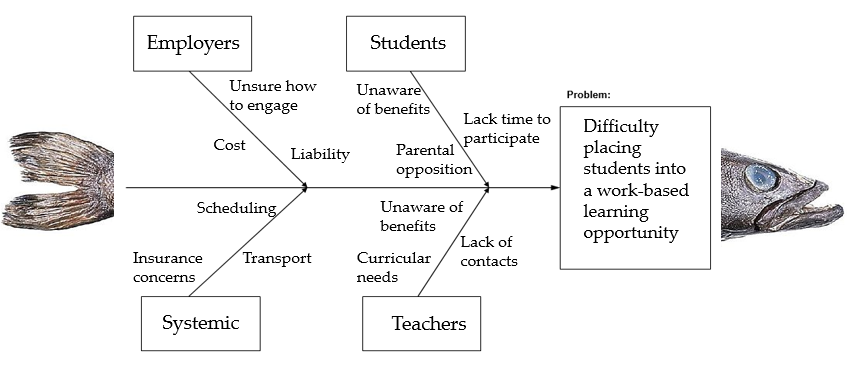 Employers
Students
Unsure how
to engage
Cost
Liability
Unaware
of benefits
Lack time to
participate
Parental
opposition
Problem:
Difficulty
placing
students into
a work-based
learning
opportunity
Scheduling
Insurance
concerns
Transport
Unaware of
benefits
Lack of
contacts
Curricular
needs
Systemic
Teachers